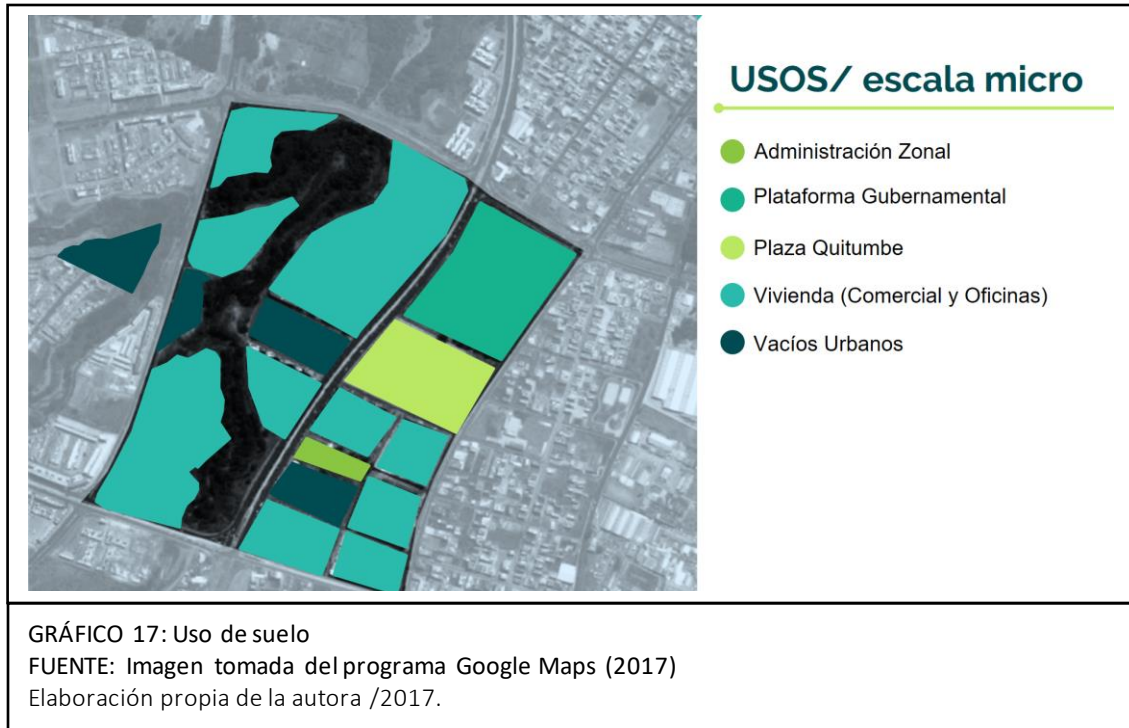 USOS/ escala micro
Administración Zonal
Plataforma Gubernamental
Plaza Quitumbe
Vivienda (Comercial y Oficinas)
Vacíos Urbanos
GRÁFICO 17: Uso de suelo
FUENTE: Imagen tomada del programa Google Maps (2017)
Elaboración propia de la autora /2017.